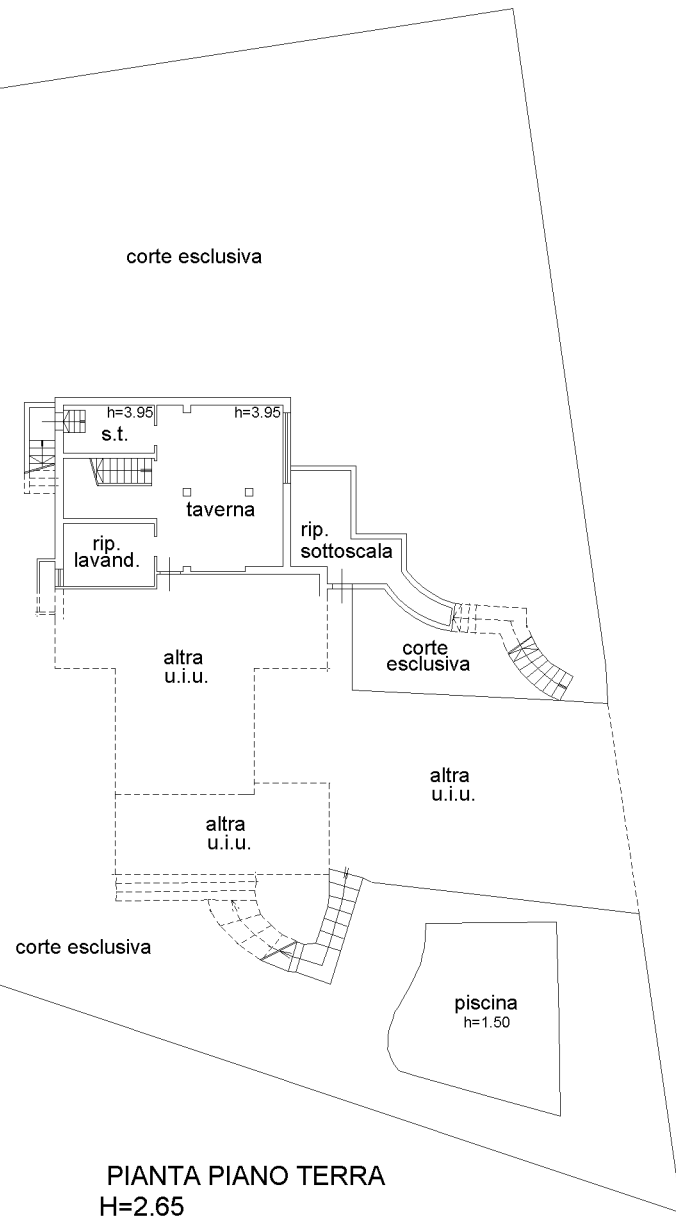 corte esclusiva
h=3.95
h=3.95
s.t.
taverna
rip.
lavand.
rip.
sottoscala
altra
u.i.u.
corte
esclusiva
altra
u.i.u.
altra
u.i.u.
corte esclusiva
piscina
h=1.50
PIANTA PIANO TERRA
H=2.65